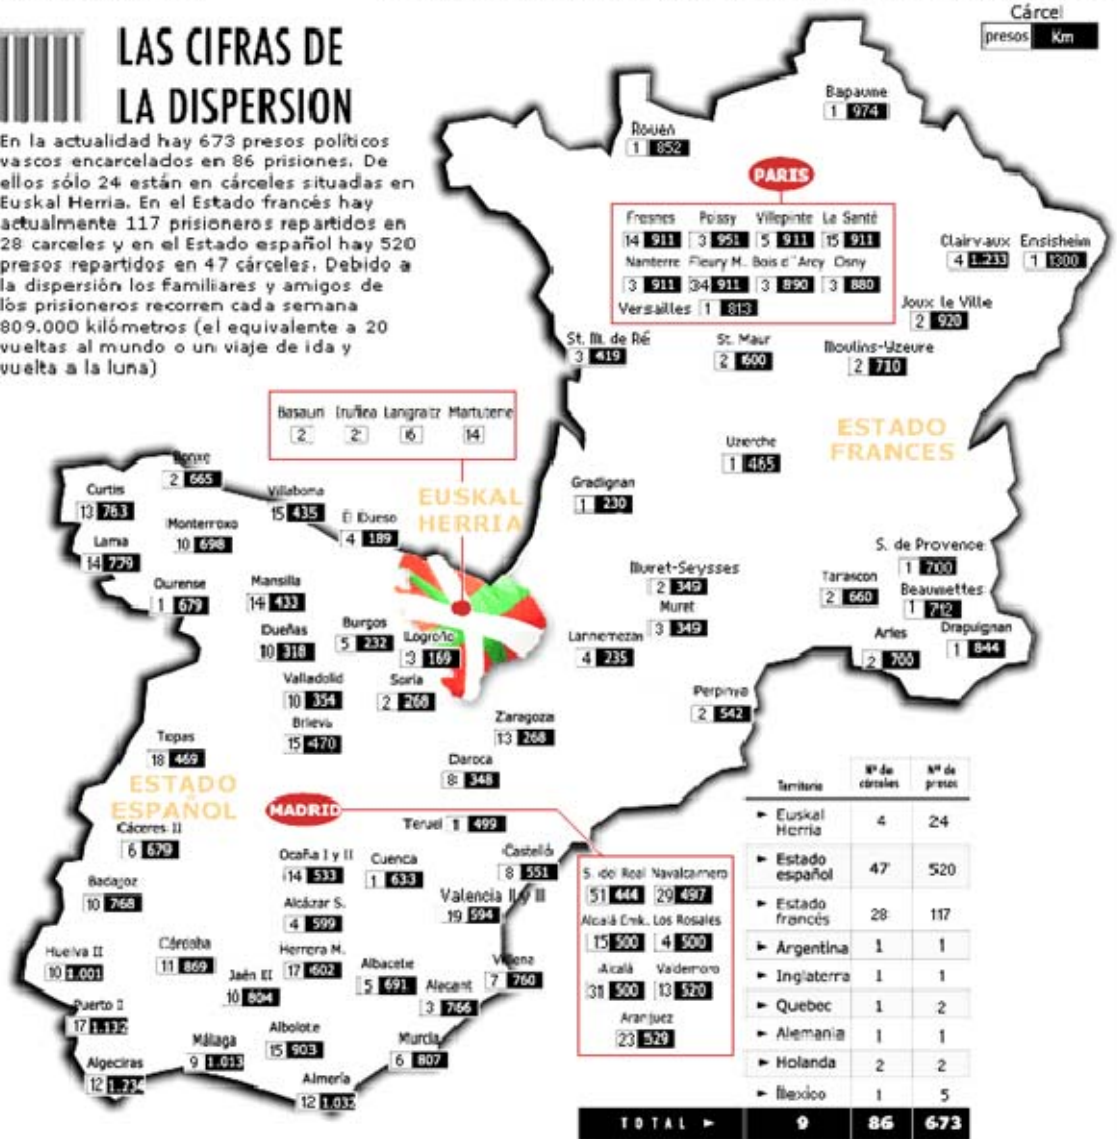 Cárcel
presos Km
LAS CIFRAS DE
LA DISPERSION
En la actualidad hay 673 presos políticos
vascos encarcelados en 86 prisiones. De
ellos sólo 24 están en cárceles situadas en
Euskal Herria. En el Estado francés hay
actualmente 117 prisioneros repartidos en
28 carceles y en el Estado español hay 520
presos repartidos en 47 cárceles. Debido a
la dispersión los familiares y amigos de
los prisioneros recorren cada semana
809.000 kilómetros (el equivalente a 20
vueltas al mundo o un viaje de ida y
vuelta a la luna)
Bapaume
1 974
Rouen
1 852
PARIS
Fresnes Poissy Villepinte La Santé
14 911 3 951 5 911 15 911
Nanterre Fleury M. Bois d'Arcy Osny
3 911 34 911 3 890 3 880
Versailles 1 813
Clairvaux Ensisheim
4 1.233 1 1300
Joux le Ville
2 920
St. M. de Ré
3 419
St. Maur
2 600
Moulins-Yzeure
2 710
ESTADO
FRANCES
Uzerche
1 465
Gradignan
1 230
Basauri Iruñea Langraitz Martutene
2 2 6 14
EUSKAL
HERRIA
Bonxe
2 665
Curtis
13 763
Villabona
15 435
El Dueso
4 189
Monterroxo
10 698
Lama
14 779
Ourense
1 679
Mansilla
14 433
Dueñas
10 318
Burgos
5 232
Logroño
3 169
Valladolid
10 354
Soria
2 268
Brieva
15 470
Zaragoza
13 268
Daroca
8 348
Muret-Seysses
2 349
Muret
3 349
Lannemezan
4 235
Perpinya
2 542
S. de Provence
1 700
Tarascon
2 660
Beaumettes
1 712
Arles
2 700
Draguignan
1 844
Topas
18 469
ESTADO
ESPAÑOL
MADRID
Teruel 1 499
Cáceres II
6 679
Badajoz
10 768
Ocaña I y II
14 533
Cuenca
1 633
Castelló
8 551
Alcázar S.
4 599
Valencia II y III
19 594
Herrera M.
17 602
Huelva II
10 1.001
Córdoba
11 869
Jaén II
10 804
Albacete
5 691
Alacant
3 766
Villena
7 760
Puerto I
17 1.132
Málaga
9 1.013
Albolote
15 903
Murcia
6 807
Algeciras
12
Almería
12 1.032
S. del Real Navalcarnero
51 444 29 497
Alcalá Emk. Los Rosales
15 500 4 500
Alcalá Valdemoro
31 500 13 520
Aranjuez
23 529
Territorio Nº de cárceles Nº de presos
► Euskal Herria 4 24
► Estado español 47 520
► Estado francés 28 117
► Argentina 1 1
► Inglaterra 1 1
► Quebec 1 2
► Alemania 1 1
► Holanda 2 2
► Mexico 1 5
TOTAL ► 9 86 673